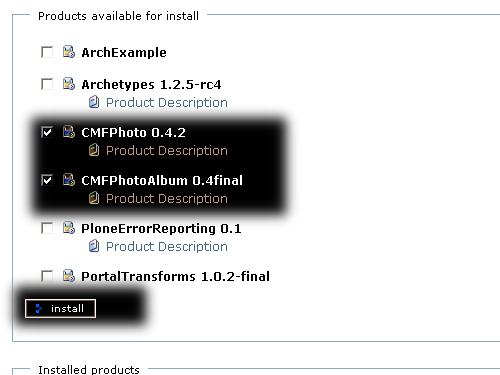 Products available for install
ArchExample
Archetypes 1.2.5-rc4
Product Description
CMFPhoto 0.4.2
Product Description
CMFPhotoAlbum 0.4final
Product Description
PloneErrorReporting 0.1
Product Description
PortalTransforms 1.0.2-final
install
Installed products